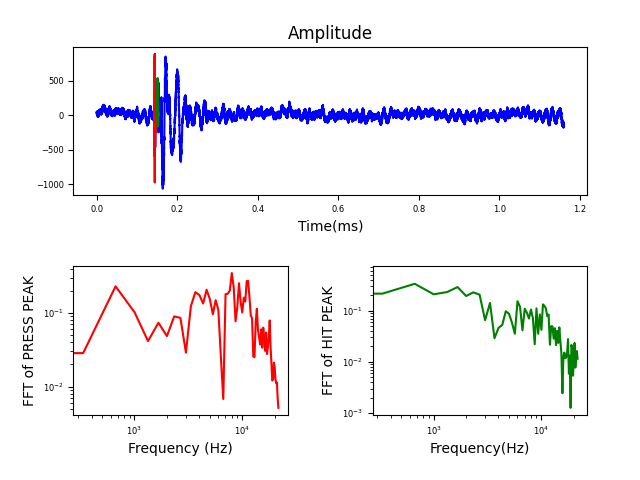 Amplitude
500
0
−500
−1000
0.0 0.2 0.4 0.6 0.8 1.0 1.2
Time(ms)
FFT of PRESS PEAK
10⁻¹
10⁻²
10³ 10⁴
Frequency (Hz)
FFT of HIT PEAK
10⁻¹
10⁻²
10⁻³
10³ 10⁴
Frequency(Hz)